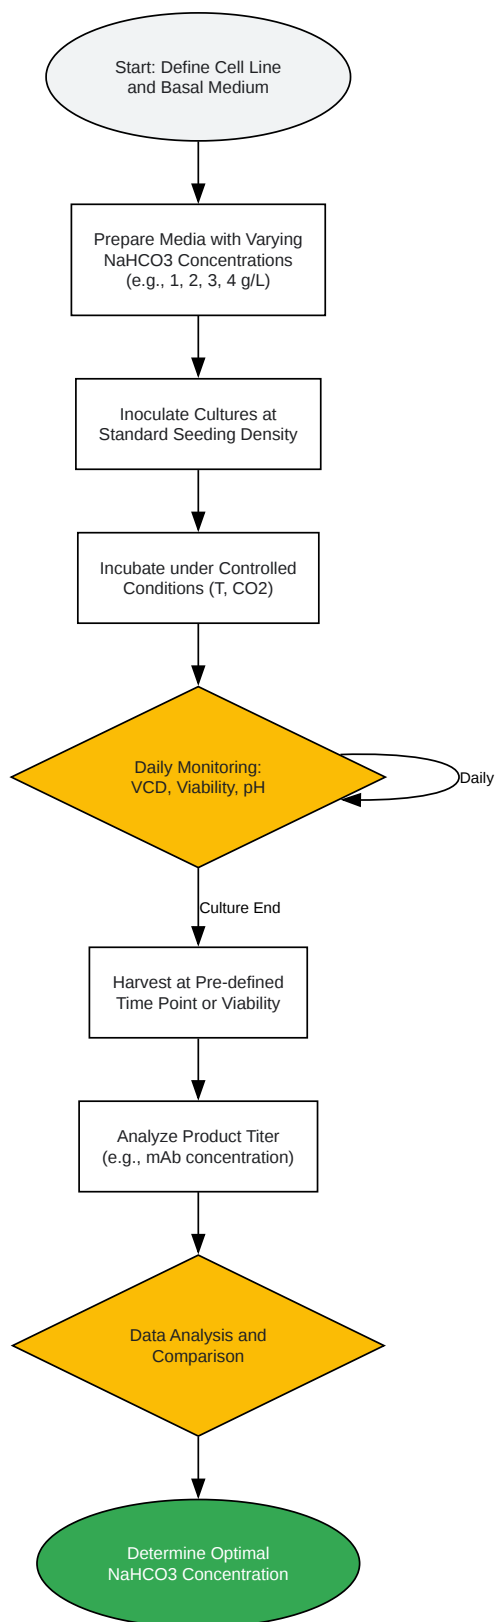 Start: Define Cell Line
and Basal Medium
Prepare Media with Varying
NaHCO3 Concentrations
(e.g., 1, 2, 3, 4 g/L)
Inoculate Cultures at
Standard Seeding Density
Incubate under Controlled
Conditions (T, CO2)
Daily Monitoring:
VCD, Viability, pH
Daily
Culture End
Harvest at Pre-defined
Time Point or Viability
Analyze Product Titer
(e.g., mAb concentration)
Data Analysis and
Comparison
Determine Optimal
NaHCO3 Concentration